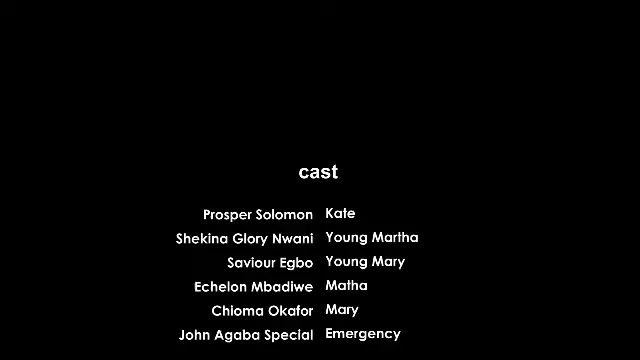 cast
Prosper Solomon Kate
Shekina Glory Nwani Young Martha
Saviour Egbo Young Mary
Echelon Mbadiwe Matha
Chioma Okafor Mary
John Agaba Special Emergency